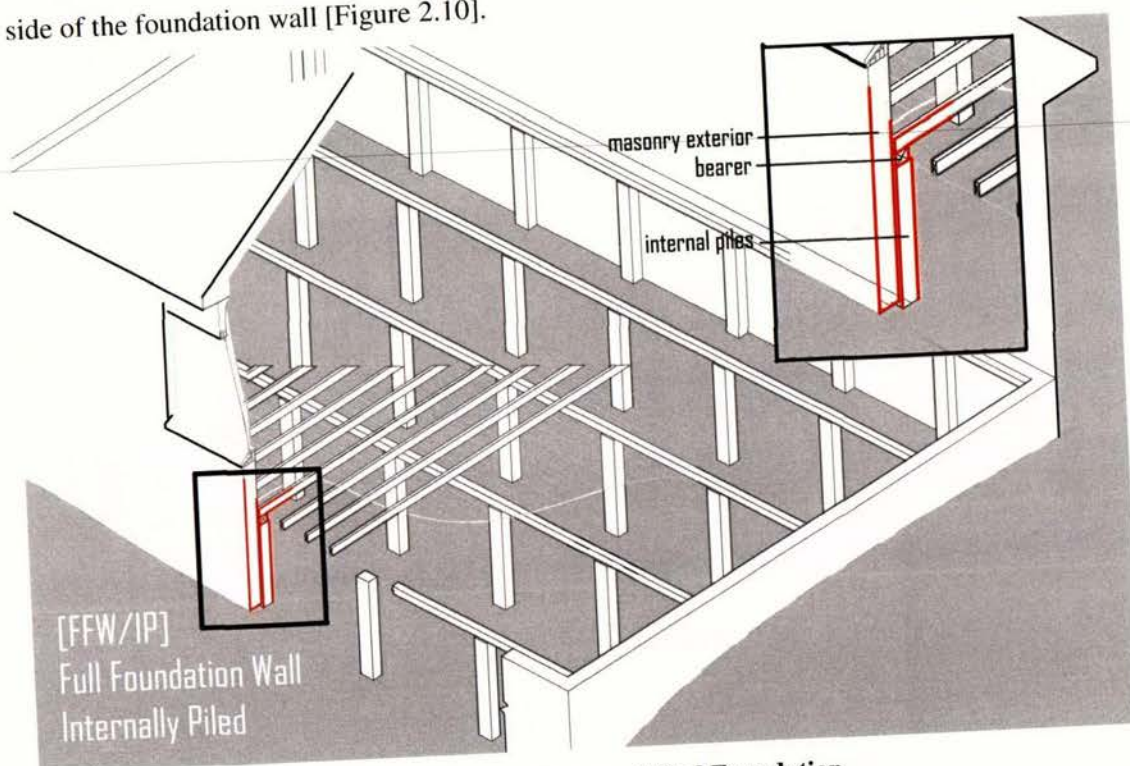 side of the foundation wall [Figure 2.10].
masonry exterior
bearer
internal piles
[FFW/IP]
Full Foundation Wall
Internally Piled
Foundation